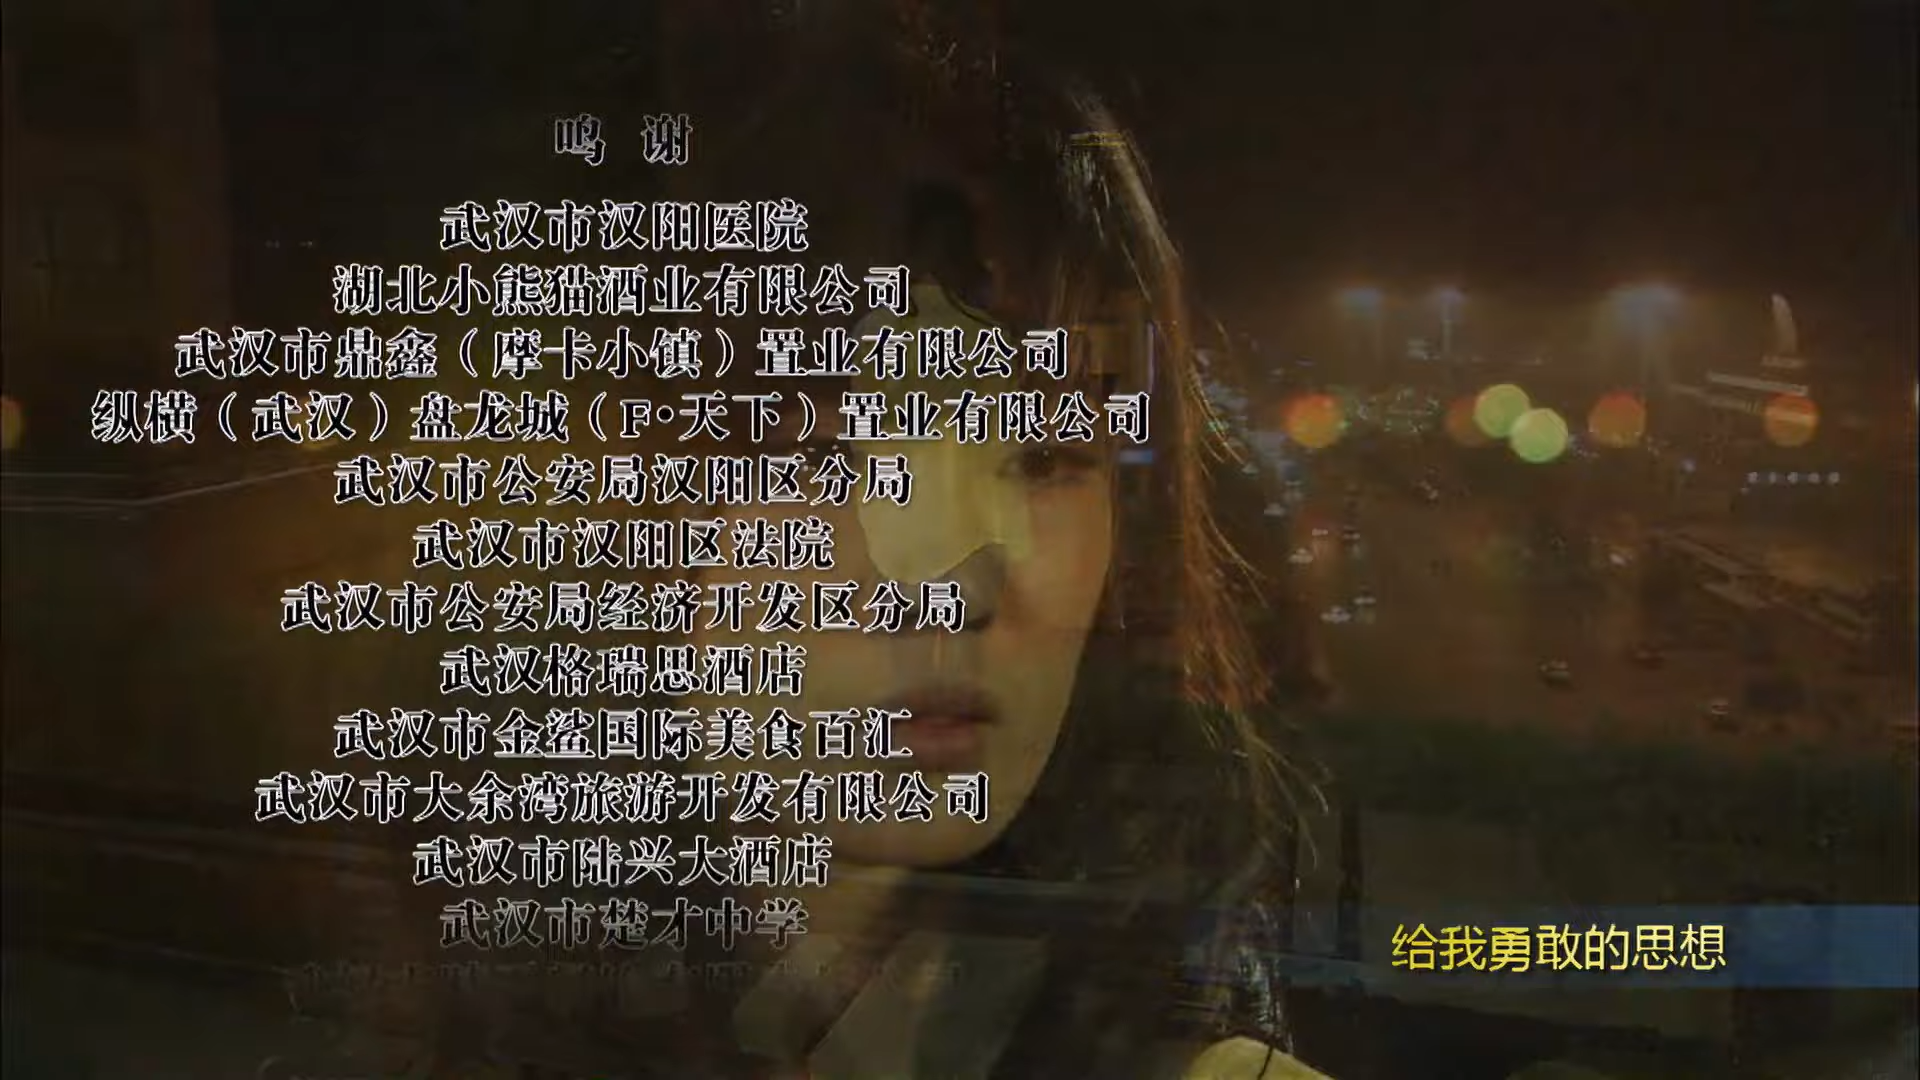 鸣 谢
武汉市汉阳医院
湖北小熊猫酒业有限公司
武汉市鼎鑫（摩卡小镇）置业有限公司
纵横（武汉）盘龙城（F·天下）置业有限公司
武汉市公安局汉阳区分局
武汉市汉阳区法院
武汉市公安局经济开发区分局
武汉格瑞思酒店
武汉市金鲨国际美食百汇
武汉市大余湾旅游开发有限公司
武汉市陆兴大酒店
武汉市楚才中学
给我勇敢的思想